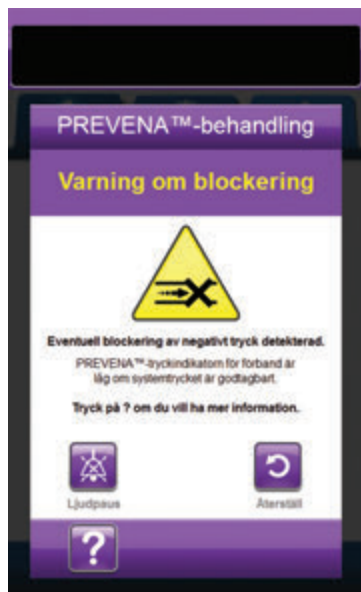 PREVENA™-behandling
Varning om blockering
Eventuell blockering av negativt tryck detekterad.
PREVENA™-tryckindikatorn för förband är
låg om systemtrycket är godtagbart.
Tryck på ? om du vill ha mer information.
Ljudpaus
Återställ
?